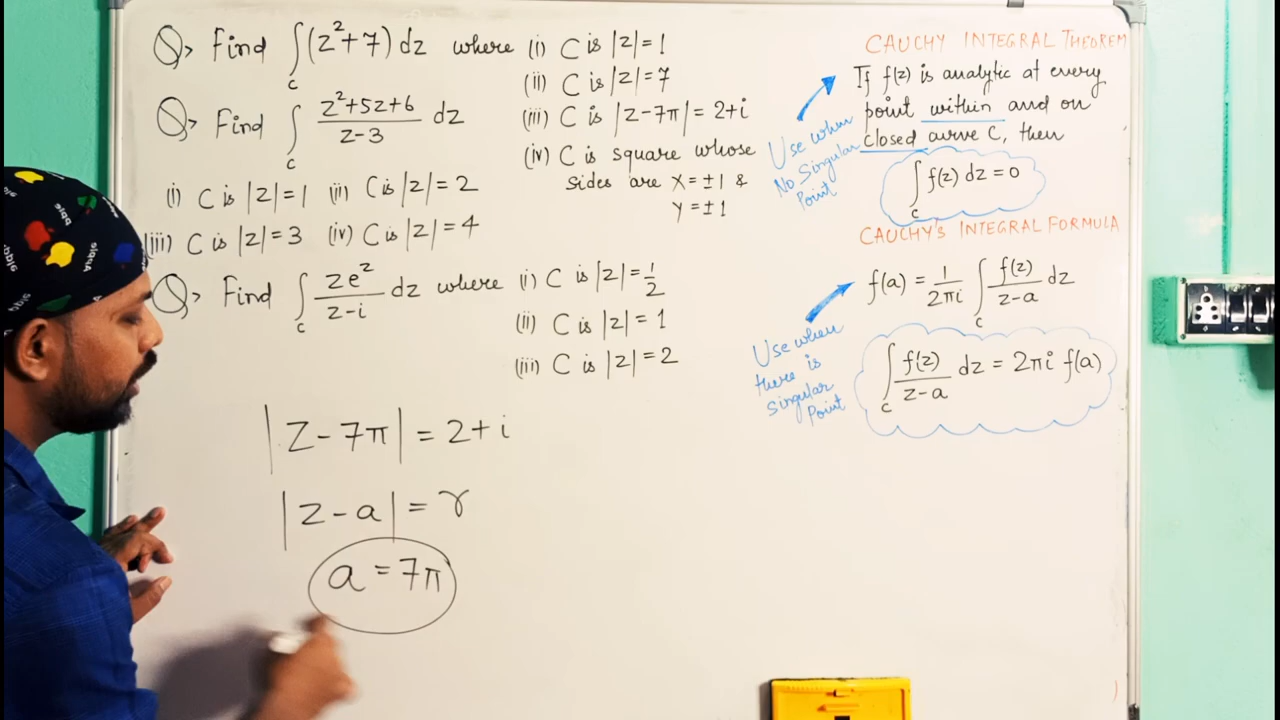 Q> Find ∫_C (z²+7) dz where (i) C is |z|=1
(ii) C is |z|=7
(iii) C is |z-7π|=2+i
(iv) C is square whose
sides are x=±1 &
y=±1
Q> Find ∫_C (z²+5z+6)/(z-3) dz
(i) C is |z|=1 (ii) C is |z|=2
(iii) C is |z|=3 (iv) C is |z|=4
Q> Find ∫_C ze²/(z-i) dz where (i) C is |z|=1/2
(ii) C is |z|=1
(iii) C is |z|=2
|z-7π|=2+i
|z-a|=r
a=7π
CAUCHY INTEGRAL THEOREM
If f(z) is analytic at every
point within and on
closed curve C, then
∫_C f(z) dz=0
Use when
No Singular
Point
CAUCHY'S INTEGRAL FORMULA
f(a) = 1/(2πi) ∫_C f(z)/(z-a) dz
Use when
there is
singular
Point
∫_C f(z)/(z-a) dz = 2πi f(a)